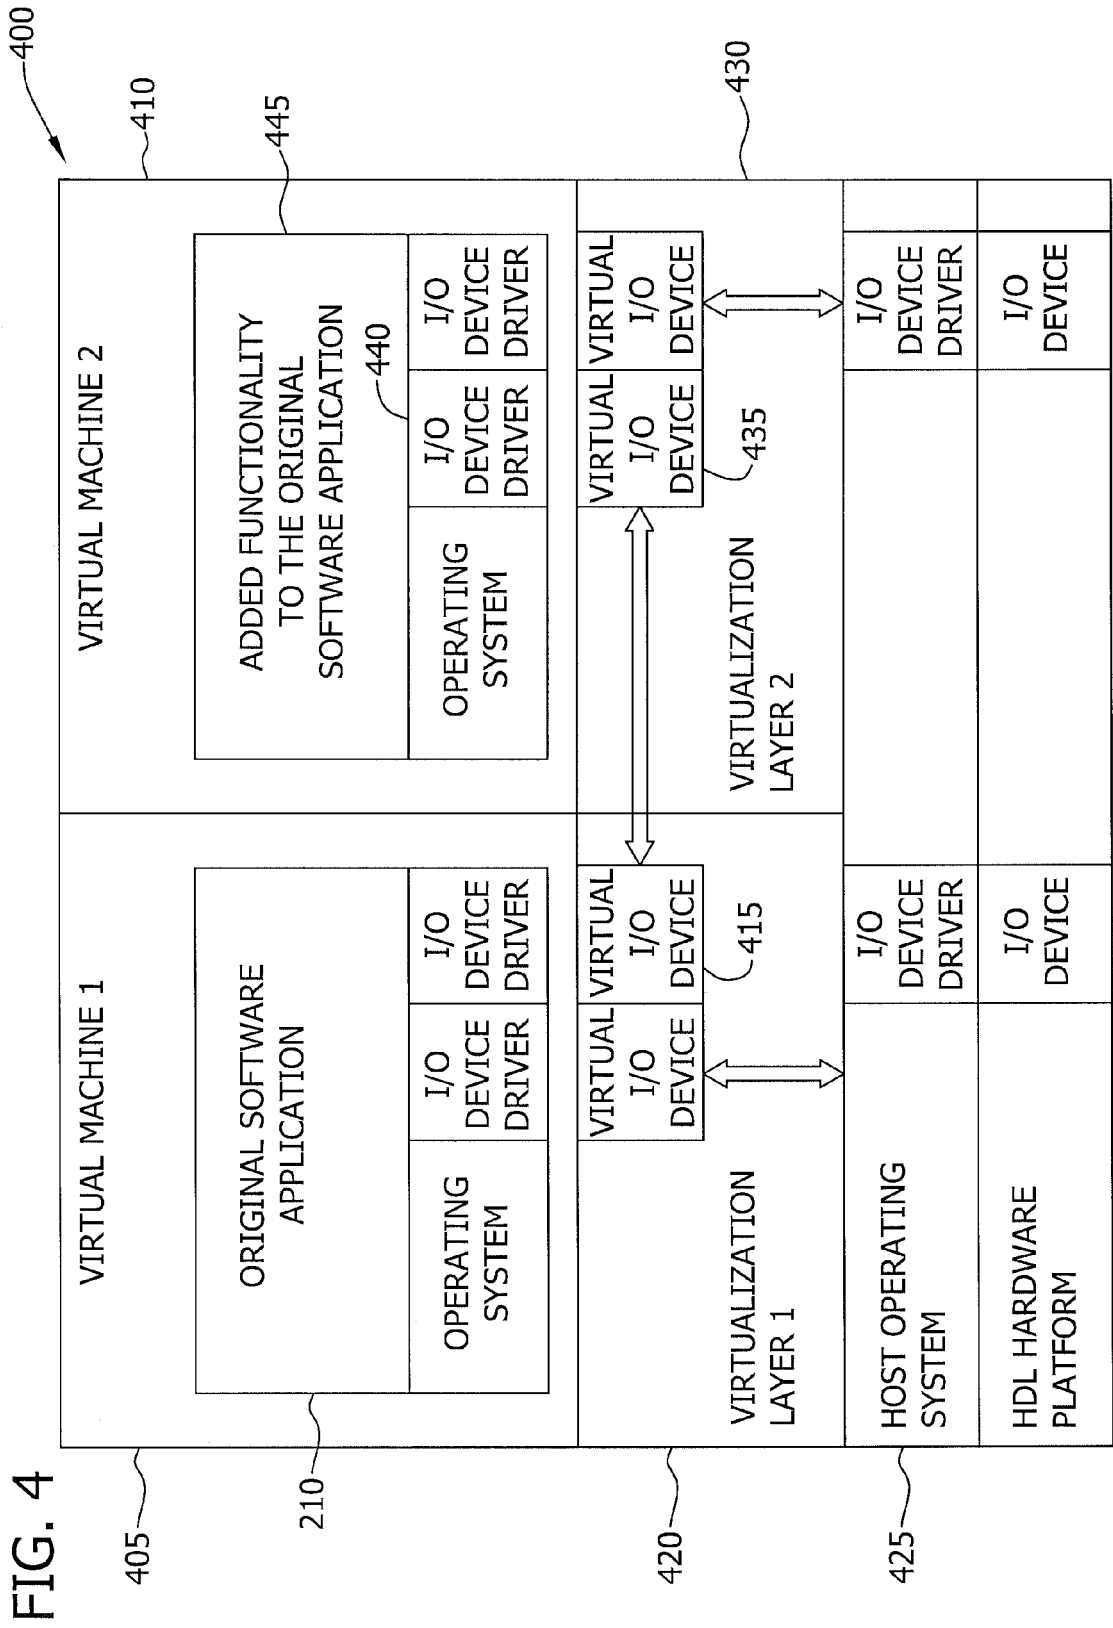 FIG. 4
400
405
410
VIRTUAL MACHINE 1
VIRTUAL MACHINE 2
210
445
ORIGINAL SOFTWARE
APPLICATION
ADDED FUNCTIONALITY
TO THE ORIGINAL
SOFTWARE APPLICATION
440
OPERATING
SYSTEM
I/O
DEVICE
DRIVER
I/O
DEVICE
DRIVER
OPERATING
SYSTEM
I/O
DEVICE
DRIVER
I/O
DEVICE
DRIVER
420
430
VIRTUAL
I/O
DEVICE
VIRTUAL
I/O
DEVICE
415
VIRTUAL
I/O
DEVICE
VIRTUAL
I/O
DEVICE
435
VIRTUALIZATION
LAYER 1
VIRTUALIZATION
LAYER 2
425
HOST OPERATING
SYSTEM
I/O
DEVICE
DRIVER
I/O
DEVICE
DRIVER
HDL HARDWARE
PLATFORM
I/O
DEVICE
I/O
DEVICE